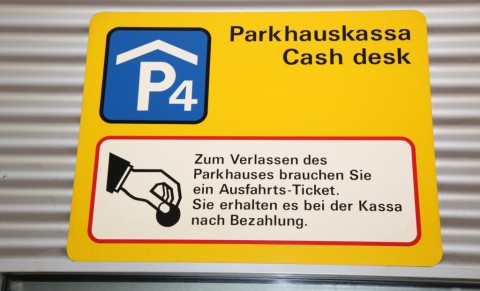 Parkhauskassa
Cash desk
P4
Zum Verlassen des
Parkhauses brauchen Sie
ein Ausfahrts-Ticket.
Sie erhalten es bei der Kassa
nach Bezahlung.